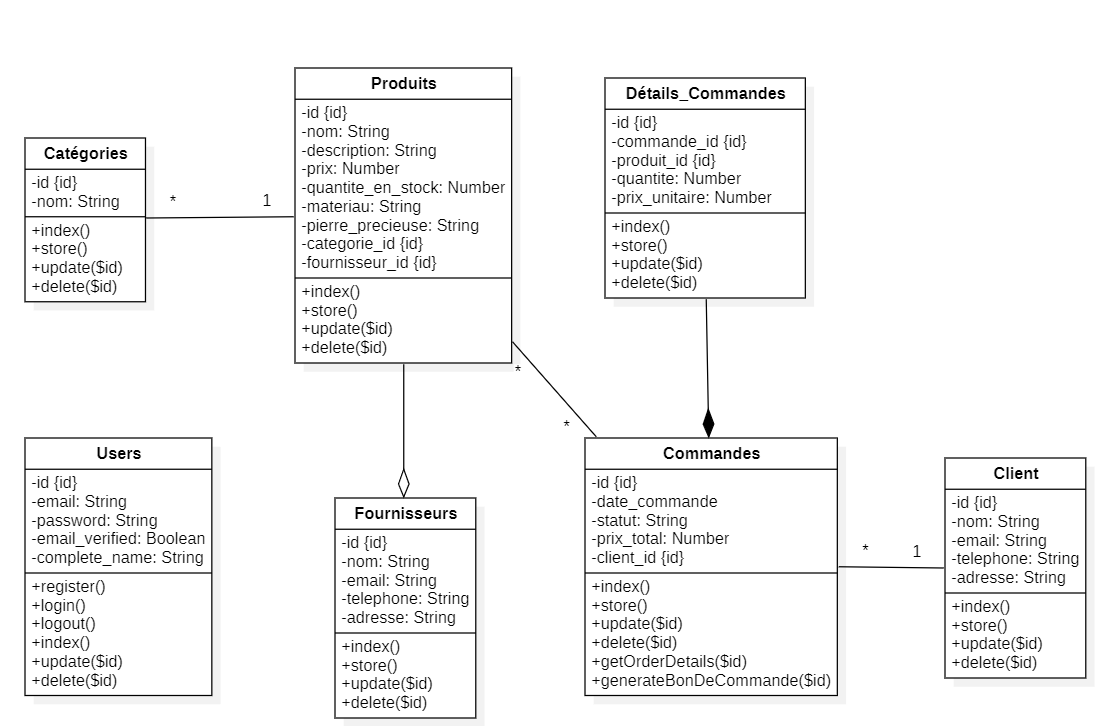 Catégories
-id {id}
-nom: String
+index()
+store()
+update($id)
+delete($id)
*
1
Produits
-id {id}
-nom: String
-description: String
-prix: Number
-quantite_en_stock: Number
-materiau: String
-pierre_precieuse: String
-categorie_id {id}
-fournisseur_id {id}
+index()
+store()
+update($id)
+delete($id)
*
*
Détails_Commandes
-id {id}
-commande_id {id}
-produit_id {id}
-quantite: Number
-prix_unitaire: Number
+index()
+store()
+update($id)
+delete($id)
Users
-id {id}
-email: String
-password: String
-email_verified: Boolean
-complete_name: String
+register()
+login()
+logout()
+index()
+update($id)
+delete($id)
Fournisseurs
-id {id}
-nom: String
-email: String
-telephone: String
-adresse: String
+index()
+store()
+update($id)
+delete($id)
Commandes
-id {id}
-date_commande
-statut: String
-prix_total: Number
-client_id {id}
+index()
+store()
+update($id)
+delete($id)
+getOrderDetails($id)
+generateBonDeCommande($id)
*
1
Client
-id {id}
-nom: String
-email: String
-telephone: String
-adresse: String
+index()
+store()
+update($id)
+delete($id)